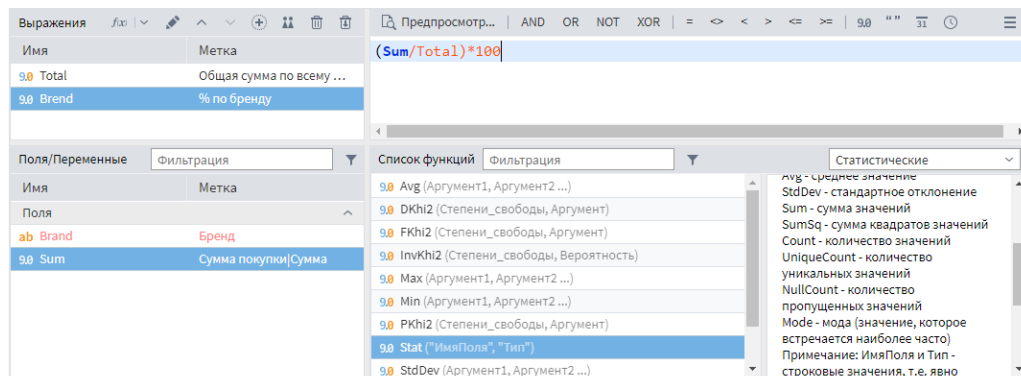 Выражения f(x) Предпросмотр... AND OR NOT XOR = <> < > <= >= 9.0 “ ” 31
Имя Метка
(Sum/Total)*100
9.0 Total Общая сумма по всему ...
9.0 Brend % по бренду
Поля/Переменные Фильтрация
Список функций Фильтрация Статистические
Имя Метка
Поля
ab Brand Бренд
9.0 Sum Сумма покупки|Сумма
9.0 Avg (Аргумент1, Аргумент2 ...)
9.0 DKhi2 (Степени_свободы, Аргумент)
9.0 FKhi2 (Степени_свободы, Аргумент)
9.0 InvKhi2 (Степени_свободы, Вероятность)
9.0 Max (Аргумент1, Аргумент2 ...)
9.0 Min (Аргумент1, Аргумент2 ...)
9.0 PKhi2 (Степени_свободы, Аргумент)
9.0 Stat ("ИмяПоля", "Тип")
9.0 StdDev (Аргумент1, Аргумент2 ...)
Avg - среднее значение
StdDev - стандартное отклонение
Sum - сумма значений
SumSq - сумма квадратов значений
Count - количество значений
UniqueCount - количество
уникальных значений
NullCount - количество
пропущенных значений
Mode - мода (значение, которое
встречается наиболее часто)
Примечание: ИмяПоля и Тип -
строковые значения, т.е. явно